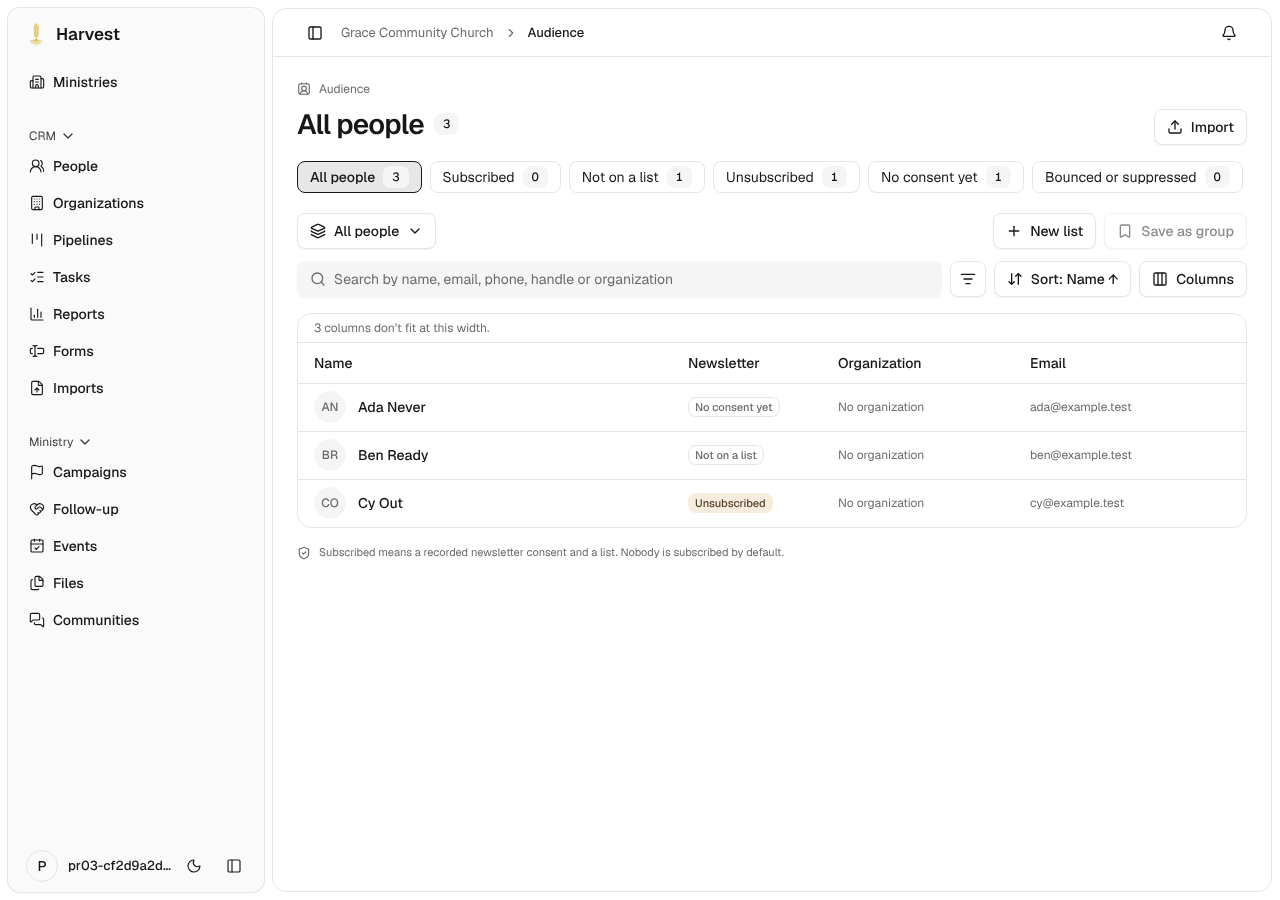 Harvest
Ministries
CRM
People
Organizations
Pipelines
Tasks
Reports
Forms
Imports
Ministry
Campaigns
Follow-up
Events
Files
Communities
P pr03-cf2d9a2d...
Grace Community Church > Audience
Audience
All people 3
Import
All people 3 Subscribed 0 Not on a list 1 Unsubscribed 1 No consent yet 1 Bounced or suppressed 0
All people New list Save as group
Search by name, email, phone, handle or organization Sort: Name ↑ Columns
3 columns don't fit at this width.
Name Newsletter Organization Email
AN Ada Never No consent yet No organization ada@example.test
BR Ben Ready Not on a list No organization ben@example.test
CO Cy Out Unsubscribed No organization cy@example.test
Subscribed means a recorded newsletter consent and a list. Nobody is subscribed by default.